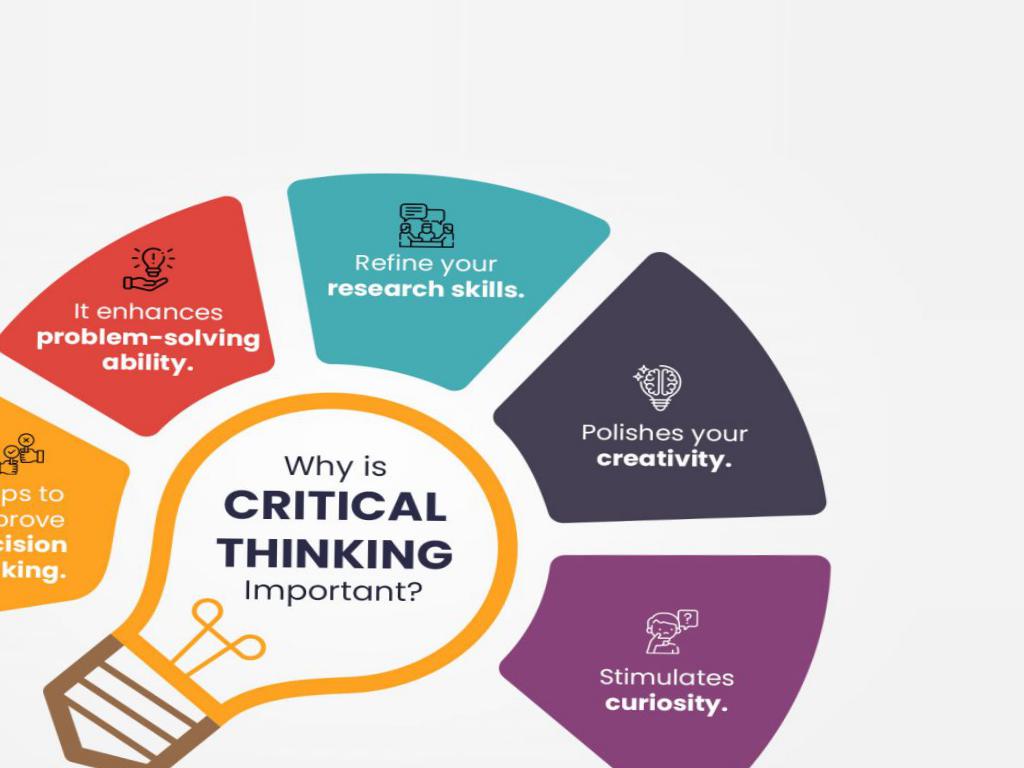 Refine your
research skills.
It enhances
problem-solving
ability.
Polishes your
creativity.
Why is
CRITICAL
THINKING
Important?
ps to
prove
cision
king.
Stimulates
curiosity.